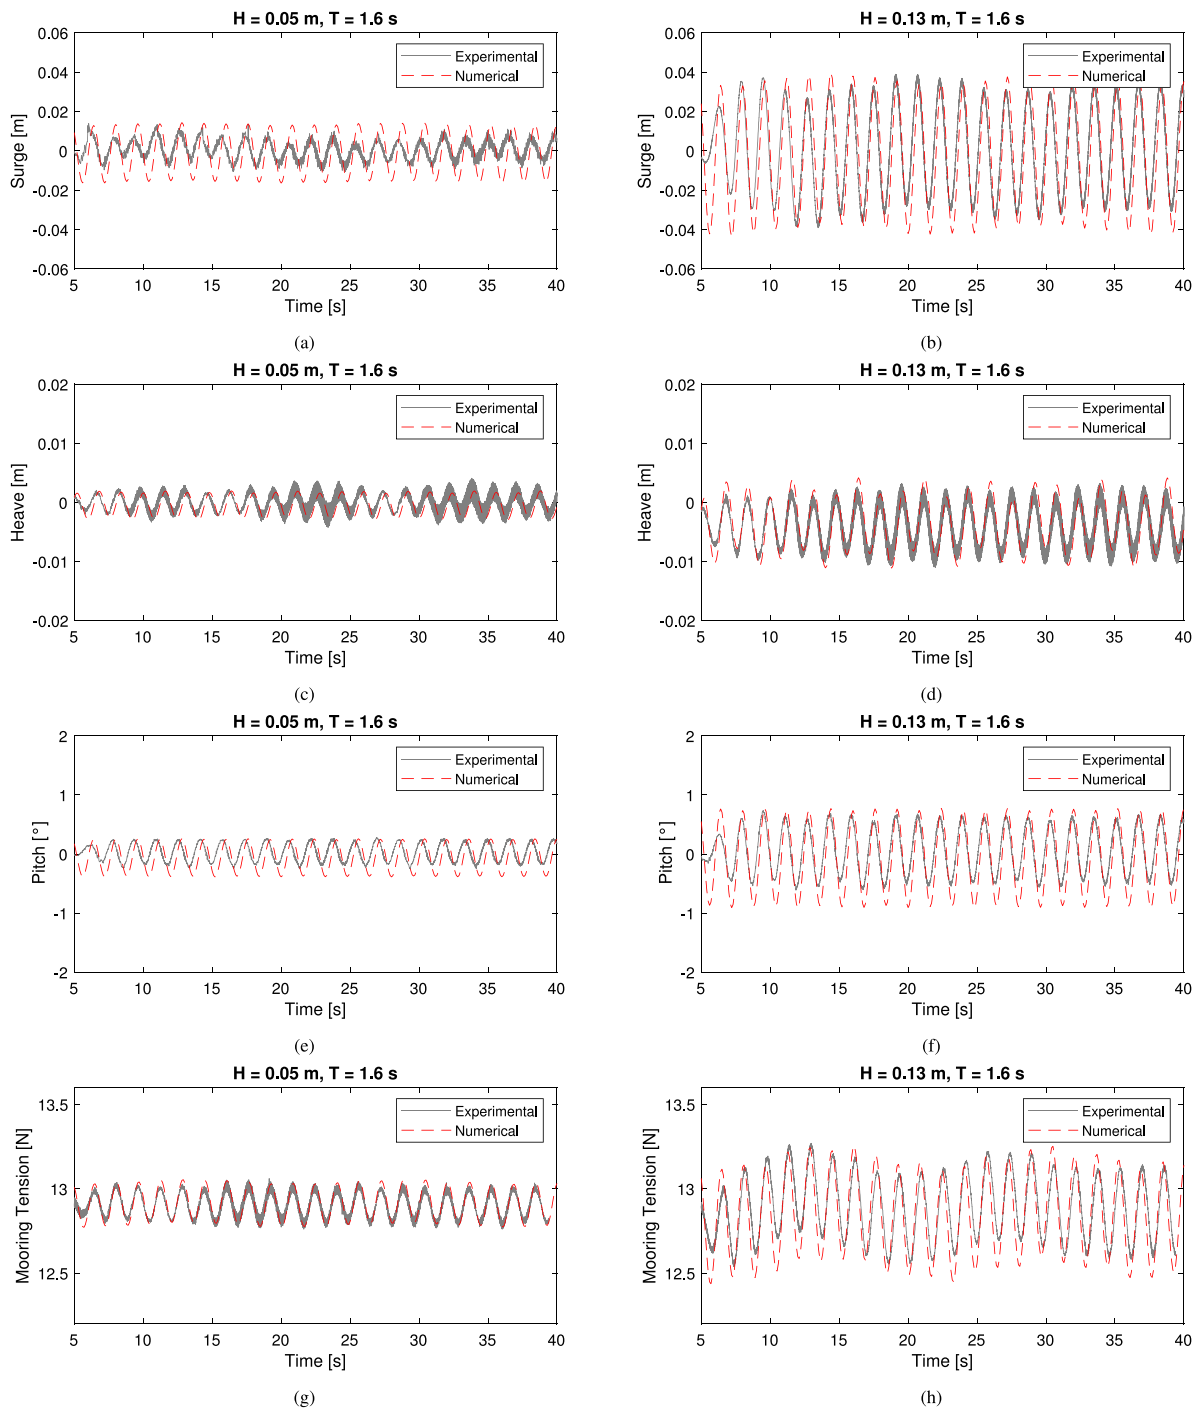 H = 0.05 m, T = 1.6 s
Surge [m]
0.06
0.04
0.02
0
-0.02
-0.04
-0.06
Experimental
Numerical
5 10 15 20 25 30 35 40
Time [s]
(a)
H = 0.13 m, T = 1.6 s
Surge [m]
0.06
0.04
0.02
0
-0.02
-0.04
-0.06
Experimental
Numerical
5 10 15 20 25 30 35 40
Time [s]
(b)
H = 0.05 m, T = 1.6 s
Heave [m]
0.02
0.01
0
-0.01
-0.02
Experimental
Numerical
5 10 15 20 25 30 35 40
Time [s]
(c)
H = 0.13 m, T = 1.6 s
Heave [m]
0.02
0.01
0
-0.01
-0.02
Experimental
Numerical
5 10 15 20 25 30 35 40
Time [s]
(d)
H = 0.05 m, T = 1.6 s
Pitch [°]
2
1
0
-1
-2
Experimental
Numerical
5 10 15 20 25 30 35 40
Time [s]
(e)
H = 0.13 m, T = 1.6 s
Pitch [°]
2
1
0
-1
-2
Experimental
Numerical
5 10 15 20 25 30 35 40
Time [s]
(f)
H = 0.05 m, T = 1.6 s
Mooring Tension [N]
13.5
13
12.5
Experimental
Numerical
5 10 15 20 25 30 35 40
Time [s]
(g)
H = 0.13 m, T = 1.6 s
Mooring Tension [N]
13.5
13
12.5
Experimental
Numerical
5 10 15 20 25 30 35 40
Time [s]
(h)